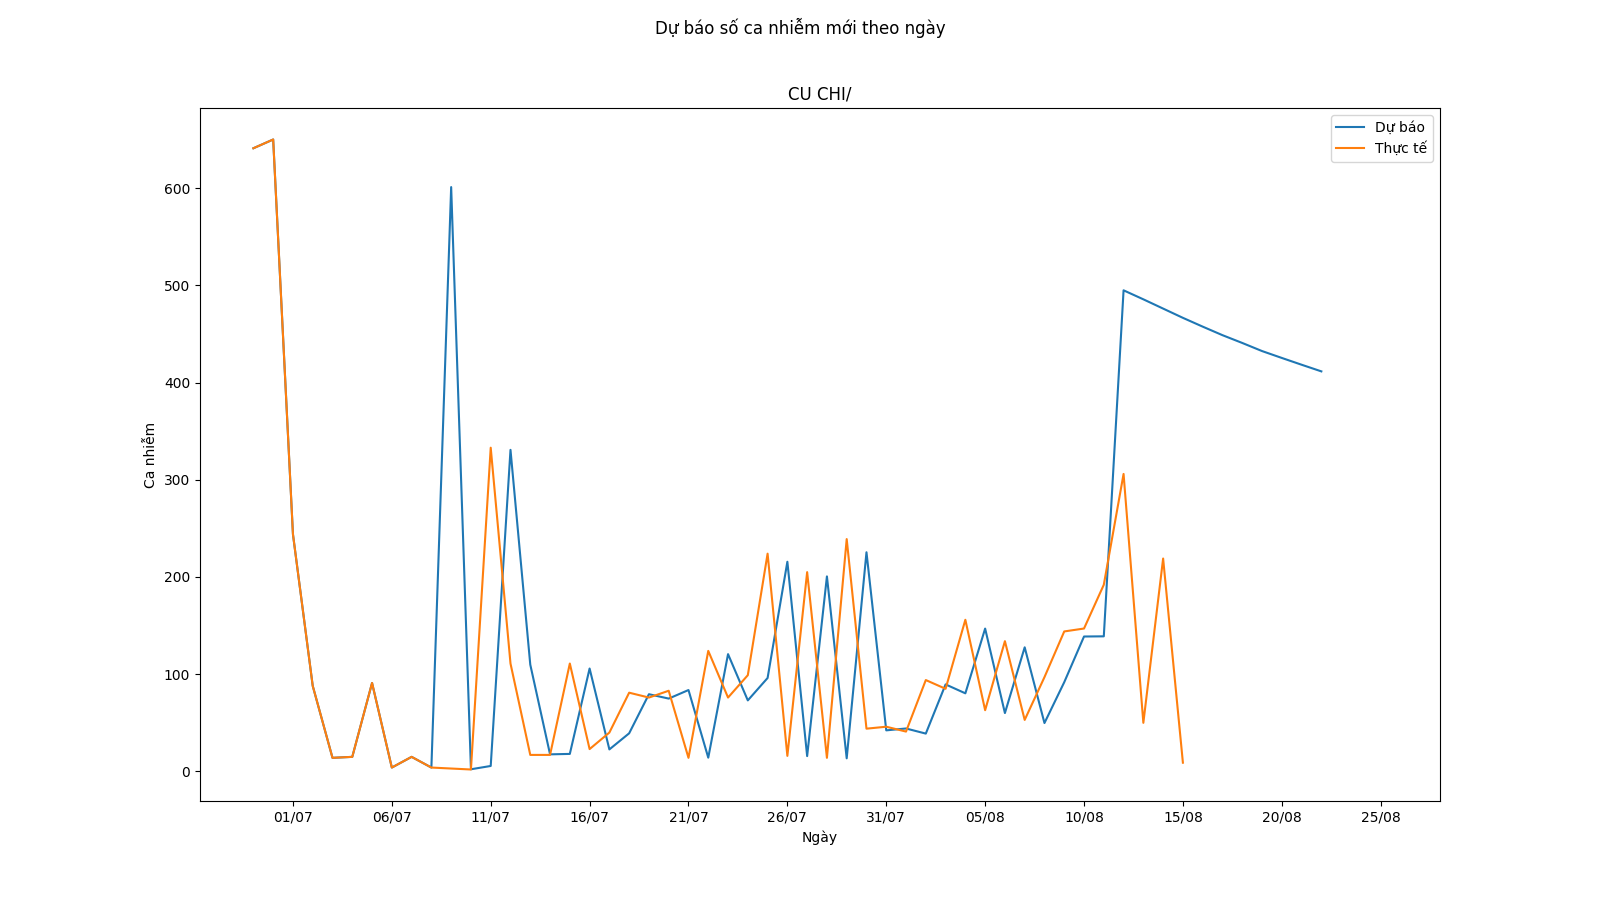 Dự báo số ca nhiễm mới theo ngày
CU CHI/
Dự báo
Thực tế
600
500
400
300
200
100
0
Ca nhiễm
01/07 06/07 11/07 16/07 21/07 26/07 31/07 05/08 10/08 15/08 20/08 25/08
Ngày